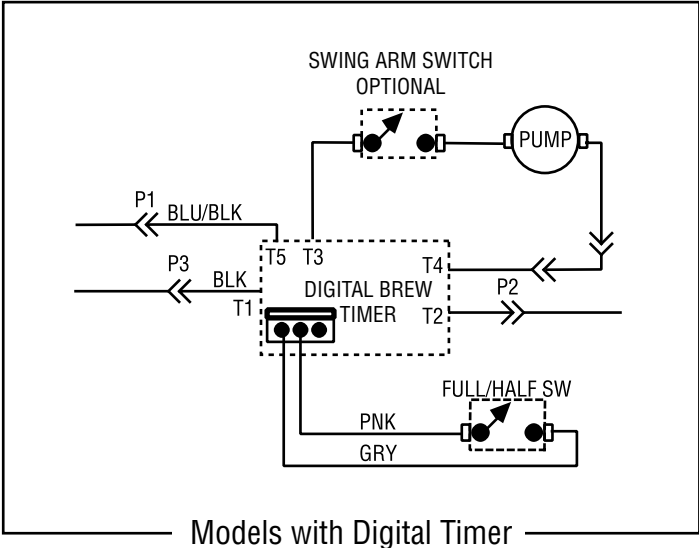 SWING ARM SWITCH
OPTIONAL
PUMP
P1
BLU/BLK
T5 T3
P3
BLK
T4
P2
T1
DIGITAL BREW
TIMER
T2
FULL/HALF SW
PNK
GRY
Models with Digital Timer